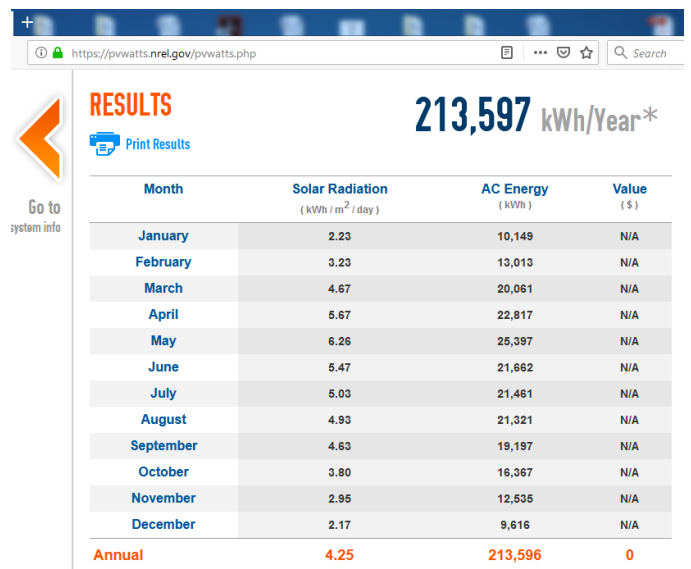 +
https://pvwatts.nrel.gov/pvwatts.php
Search
RESULTS
213,597 kWh/Year*
Print Results
Go to
system info
Month Solar Radiation AC Energy Value
( kWh / m2 / day ) ( kWh ) ( $ )
January 2.23 10,149 N/A
February 3.23 13,013 N/A
March 4.67 20,061 N/A
April 5.67 22,817 N/A
May 6.26 25,397 N/A
June 5.47 21,662 N/A
July 5.03 21,461 N/A
August 4.93 21,321 N/A
September 4.63 19,197 N/A
October 3.80 16,367 N/A
November 2.95 12,535 N/A
December 2.17 9,616 N/A
Annual 4.25 213,596 0